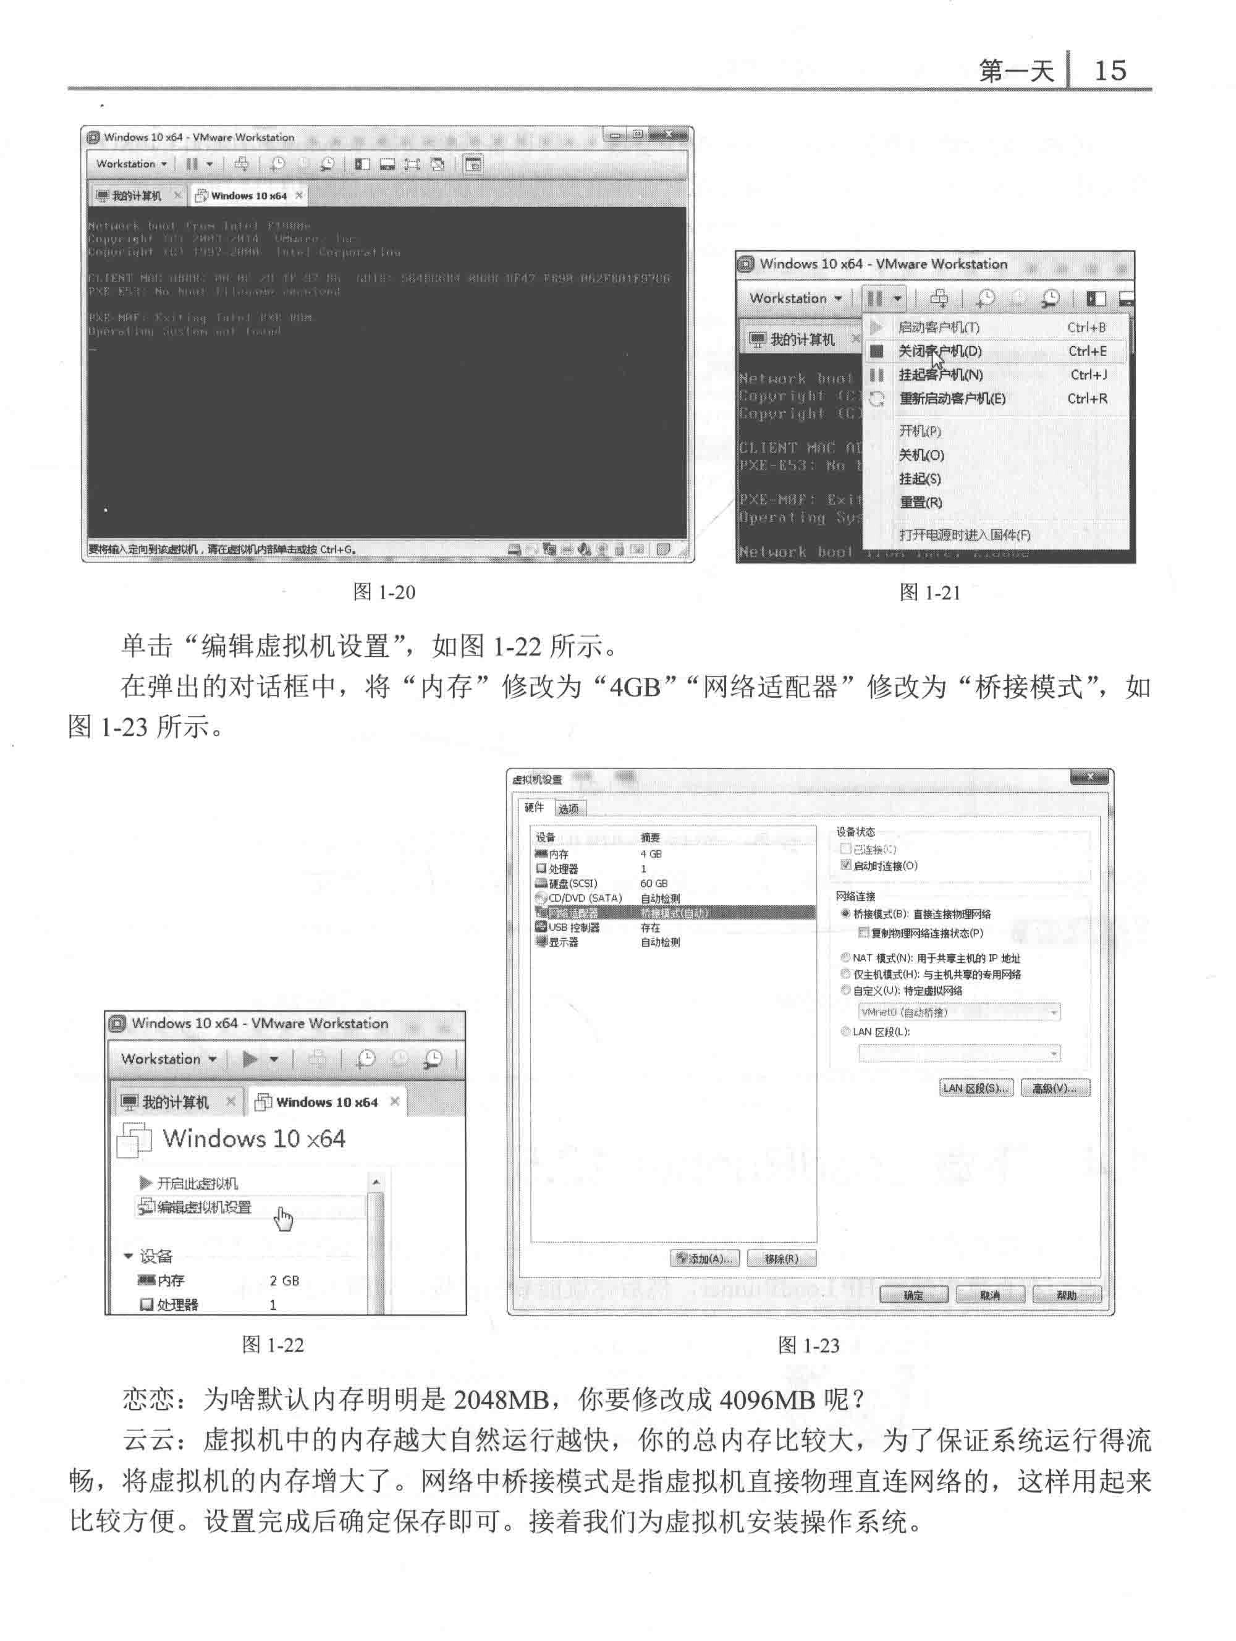 第一天 15
Windows 10 x64 - VMware Workstation
Workstation
我的计算机 Windows 10 x64
Network boot from Intel E1000e
Copyright (C) 2003-2014 VMware, Inc.
Copyright (C) 1997-2000 Intel Corporation
PXE-E53: No boot filename received
PXE-M0F: Exiting Intel PXE ROM.
Operating System not found
要将输入定向到该虚拟机，请在虚拟机内部单击或按 Ctrl+G。
图 1-20
Windows 10 x64 - VMware Workstation
Workstation
我的计算机
启动客户机(T) Ctrl+B
关闭客户机(D) Ctrl+E
挂起客户机(N) Ctrl+J
重新启动客户机(E) Ctrl+R
开机(P)
关机(O)
挂起(S)
重置(R)
打开电源时进入固件(F)
Network boot
Copyright (C)
Copyright (C)
CLIENT MAC AD
PXE-E53: No b
PXE-M0F: Exit
Operating Sys
图 1-21
单击“编辑虚拟机设置”，如图 1-22 所示。
在弹出的对话框中，将“内存”修改为“4GB”“网络适配器”修改为“桥接模式”，如
图 1-23 所示。
Windows 10 x64 - VMware Workstation
Workstation
我的计算机 Windows 10 x64
Windows 10 x64
开启此虚拟机
编辑虚拟机设置
设备
内存 2 GB
处理器 1
图 1-22
虚拟机设置
硬件 选项
设备 摘要
内存 4 GB
处理器 1
硬盘(SCSI) 60 GB
CD/DVD (SATA) 自动检测
网络适配器 桥接模式(自动)
USB 控制器 存在
显示器 自动检测
添加(A)... 移除(R)
设备状态
已连接(C)
启动时连接(O)
网络连接
桥接模式(B): 直接连接物理网络
复制物理网络连接状态(P)
NAT 模式(N): 用于共享主机的 IP 地址
仅主机模式(H): 与主机共享的专用网络
自定义(U): 特定虚拟网络
VMnet0 (自动桥接)
LAN 区段(L):
LAN 区段(S)... 高级(V)...
确定 取消 帮助
图 1-23
恋恋：为啥默认内存明明是 2048MB，你要修改成 4096MB 呢？
云云：虚拟机中的内存越大自然运行越快，你的总内存比较大，为了保证系统运行得流
畅，将虚拟机的内存增大了。网络中桥接模式是指虚拟机直接物理直连网络的，这样用起来
比较方便。设置完成后确定保存即可。接着我们为虚拟机安装操作系统。